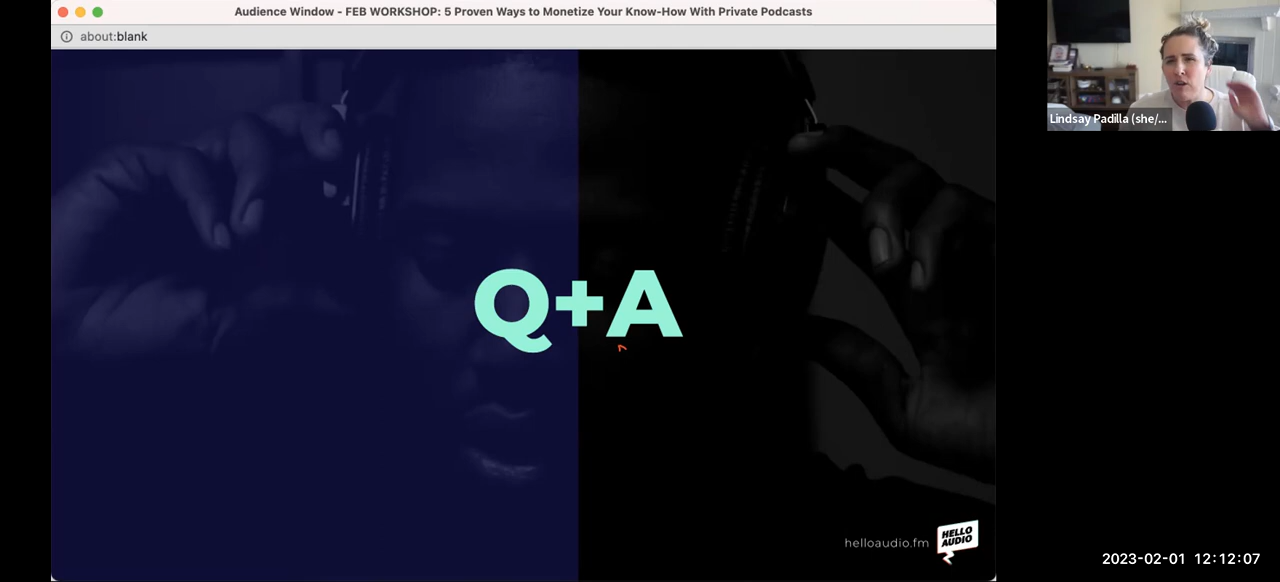 Audience Window - FEB WORKSHOP: 5 Proven Ways to Monetize Your Know-How With Private Podcasts
about:blank
Lindsay Padilla (she/...
Q+A
helloaudio.fm
HELLO
AUDIO
2023-02-01 12:12:07